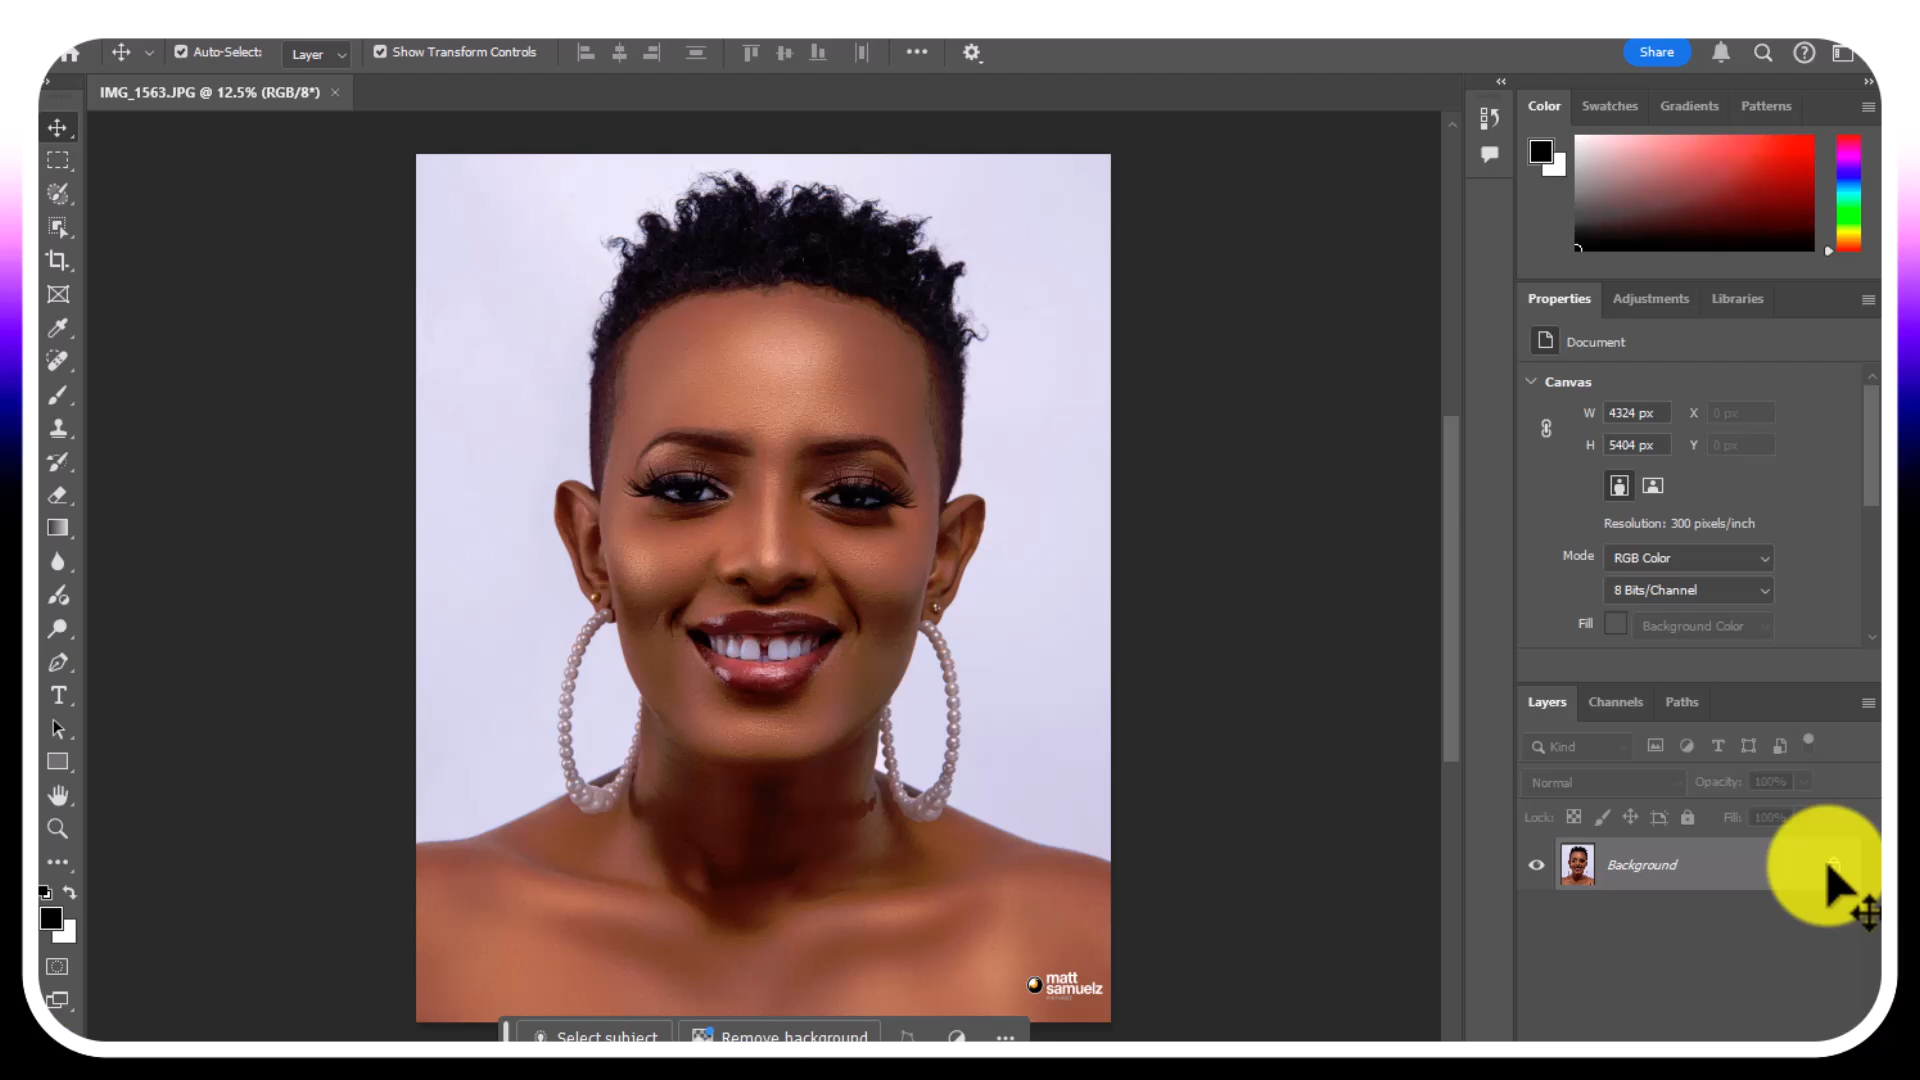 Auto-Select:
Layer
Show Transform Controls
Share
IMG_1563.JPG @ 12.5% (RGB/8*)
Color
Swatches
Gradients
Patterns
Properties
Adjustments
Libraries
Document
Canvas
W 4324 px X 0 px
H 5404 px Y 0 px
Resolution: 300 pixels/inch
Mode RGB Color
8 Bits/Channel
Fill Background Color
Layers
Channels
Paths
Kind
Normal Opacity: 100%
Lock: Fill: 100%
Background
matt
samuelz
Select subject
Remove background